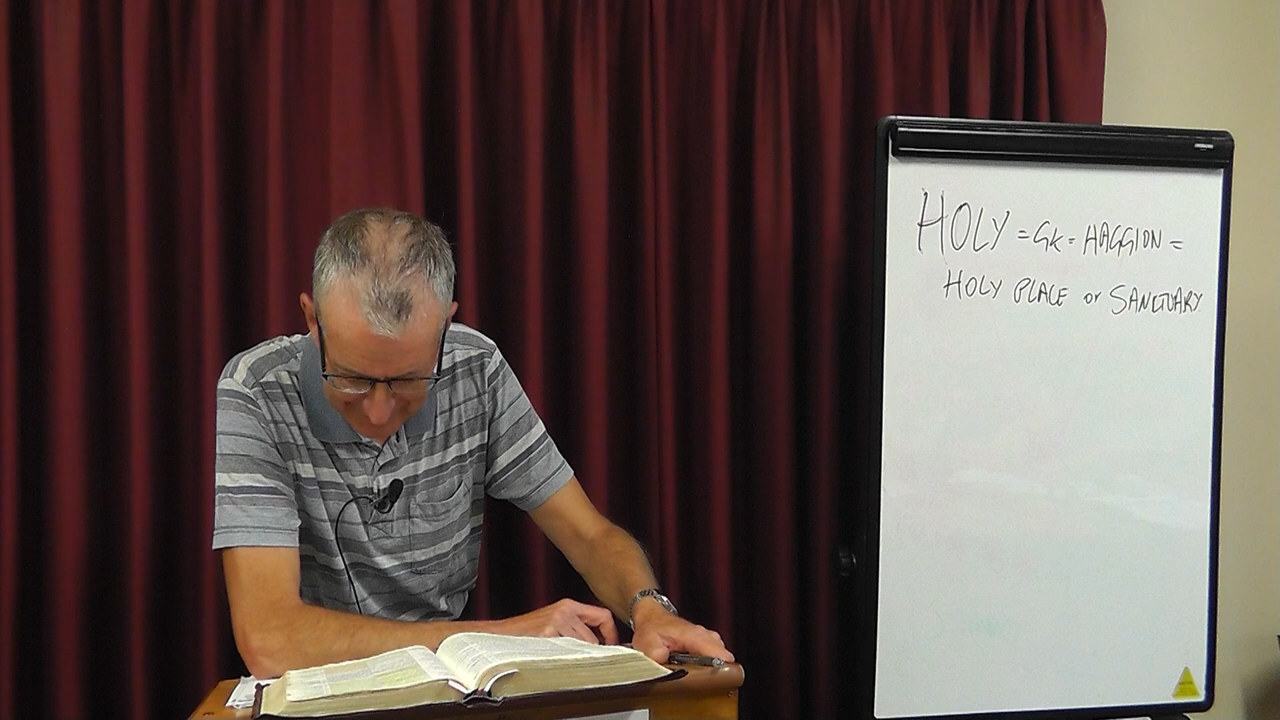 HOLY = GK = HAGGION =
HOLY PLACE or SANCTUARY